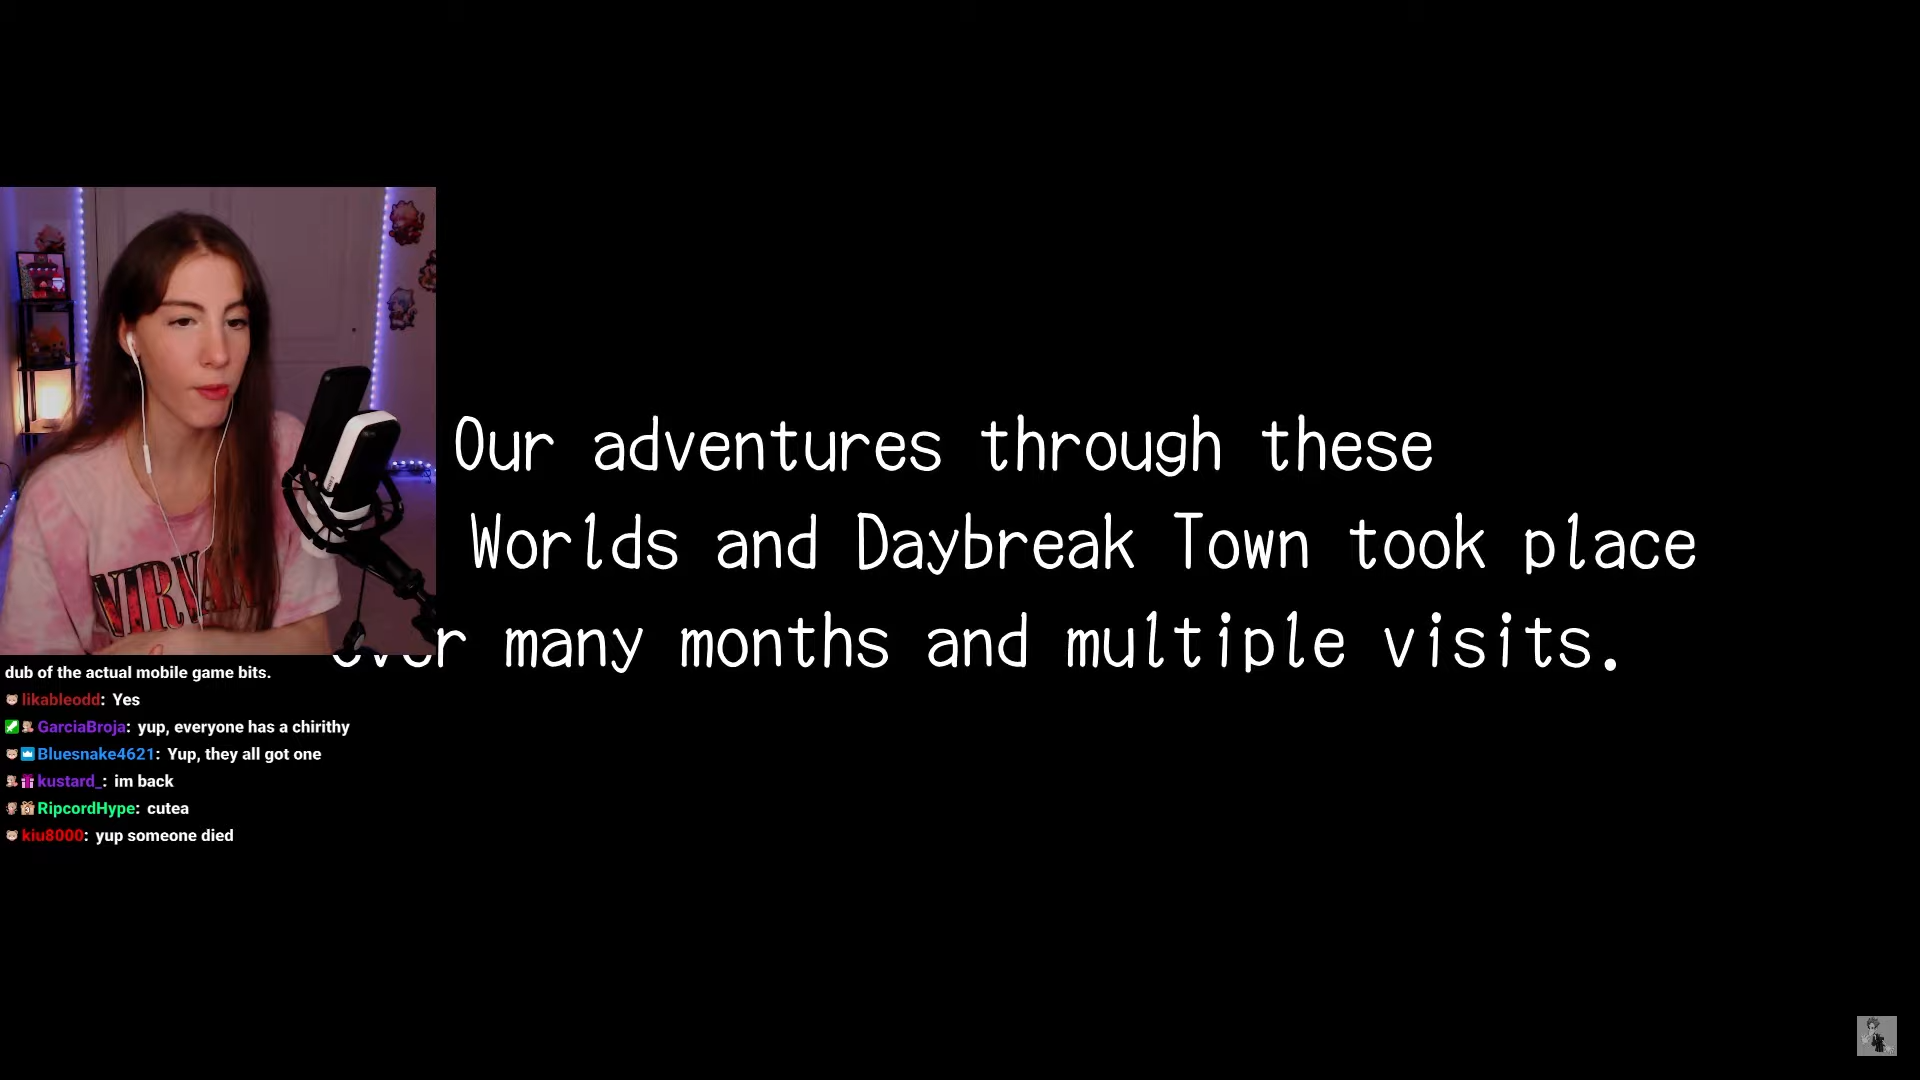 Our adventures through these
Worlds and Daybreak Town took place
over many months and multiple visits.
NIRVAN
dub of the actual mobile game bits.
likableodd: Yes
GarciaBroja: yup, everyone has a chirithy
Bluesnake4621: Yup, they all got one
kustard_: im back
RipcordHype: cutea
kiu8000: yup someone died